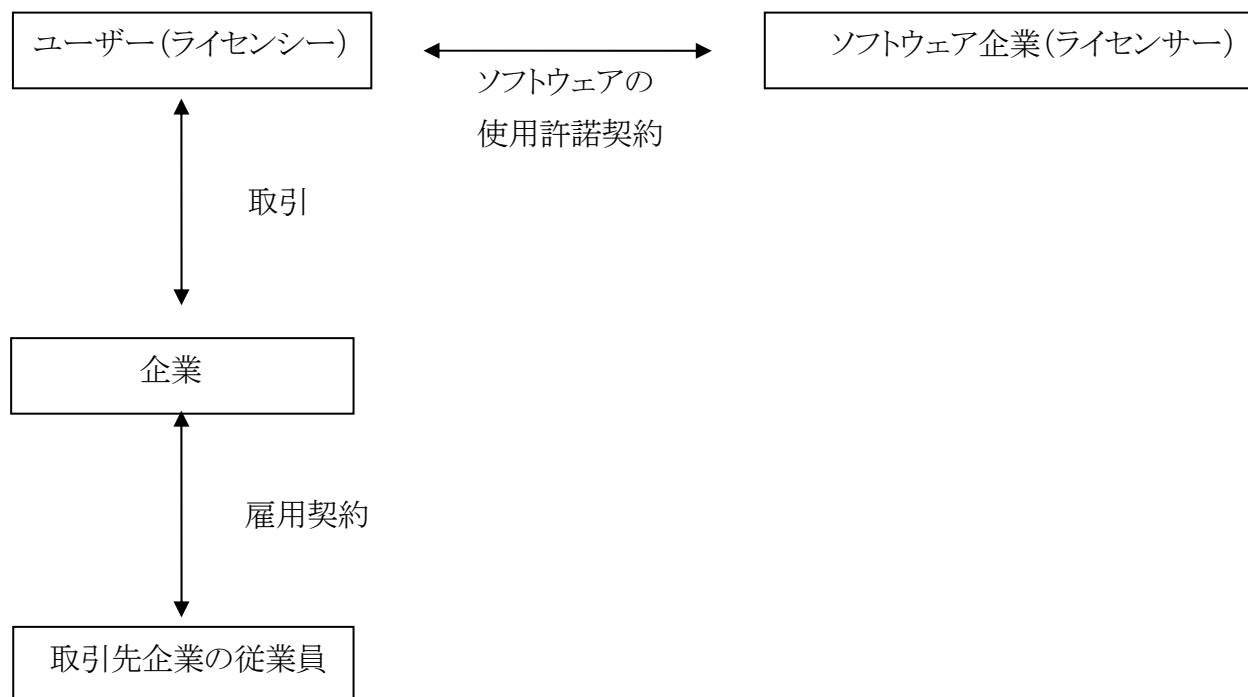 ユーザー(ライセンシー)
ソフトウェア企業(ライセンサー)
ソフトウェアの
使用許諾契約
取引
企業
雇用契約
取引先企業の従業員